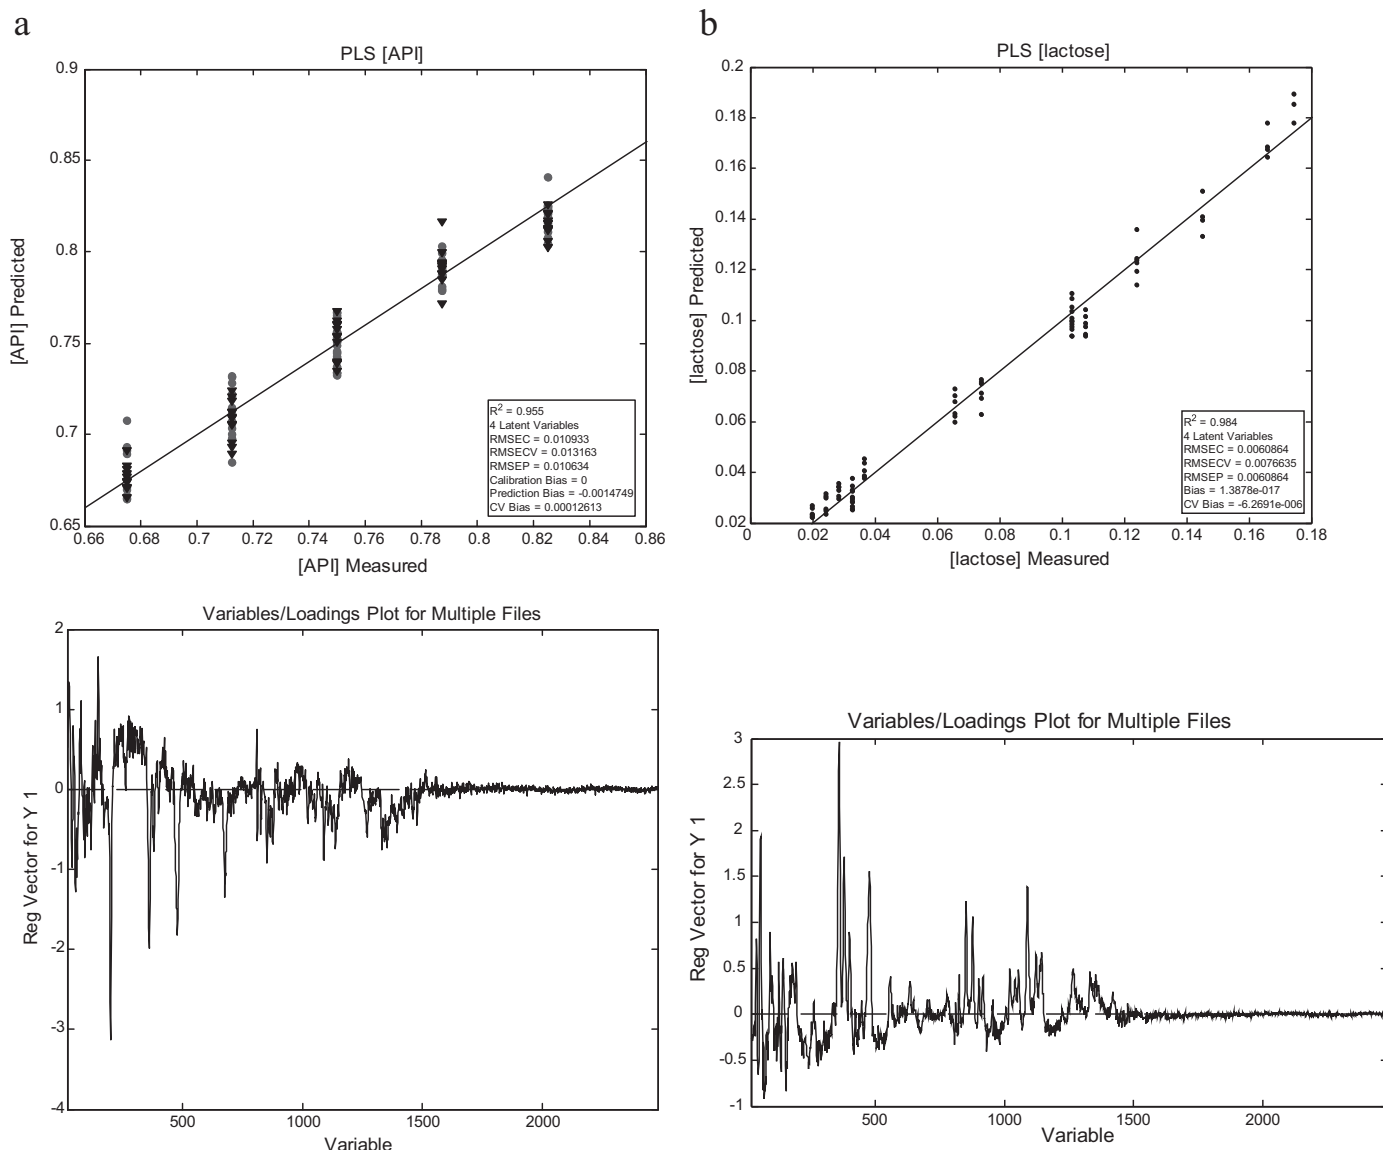 a
PLS [API]
0.9
0.85
0.8
0.75
0.7
0.65
[API] Predicted
R² = 0.955
4 Latent Variables
RMSEC = 0.010933
RMSECV = 0.013163
RMSEP = 0.010634
Calibration Bias = 0
Prediction Bias = -0.0014749
CV Bias = 0.00012613
0.66 0.68 0.7 0.72 0.74 0.76 0.78 0.8 0.82 0.84 0.86
[API] Measured
b
PLS [lactose]
0.2
0.18
0.16
0.14
0.12
0.1
0.08
0.06
0.04
0.02
[lactose] Predicted
R² = 0.984
4 Latent Variables
RMSEC = 0.0060864
RMSECV = 0.0076635
RMSEP = 0.0060864
Bias = 1.3878e-017
CV Bias = -6.2691e-006
0 0.02 0.04 0.06 0.08 0.1 0.12 0.14 0.16 0.18
[lactose] Measured
Variables/Loadings Plot for Multiple Files
2
1
0
-1
-2
-3
-4
Reg Vector for Y 1
500 1000 1500 2000
Variable
Variables/Loadings Plot for Multiple Files
3
2.5
2
1.5
1
0.5
0
-0.5
-1
Reg Vector for Y 1
500 1000 1500 2000
Variable